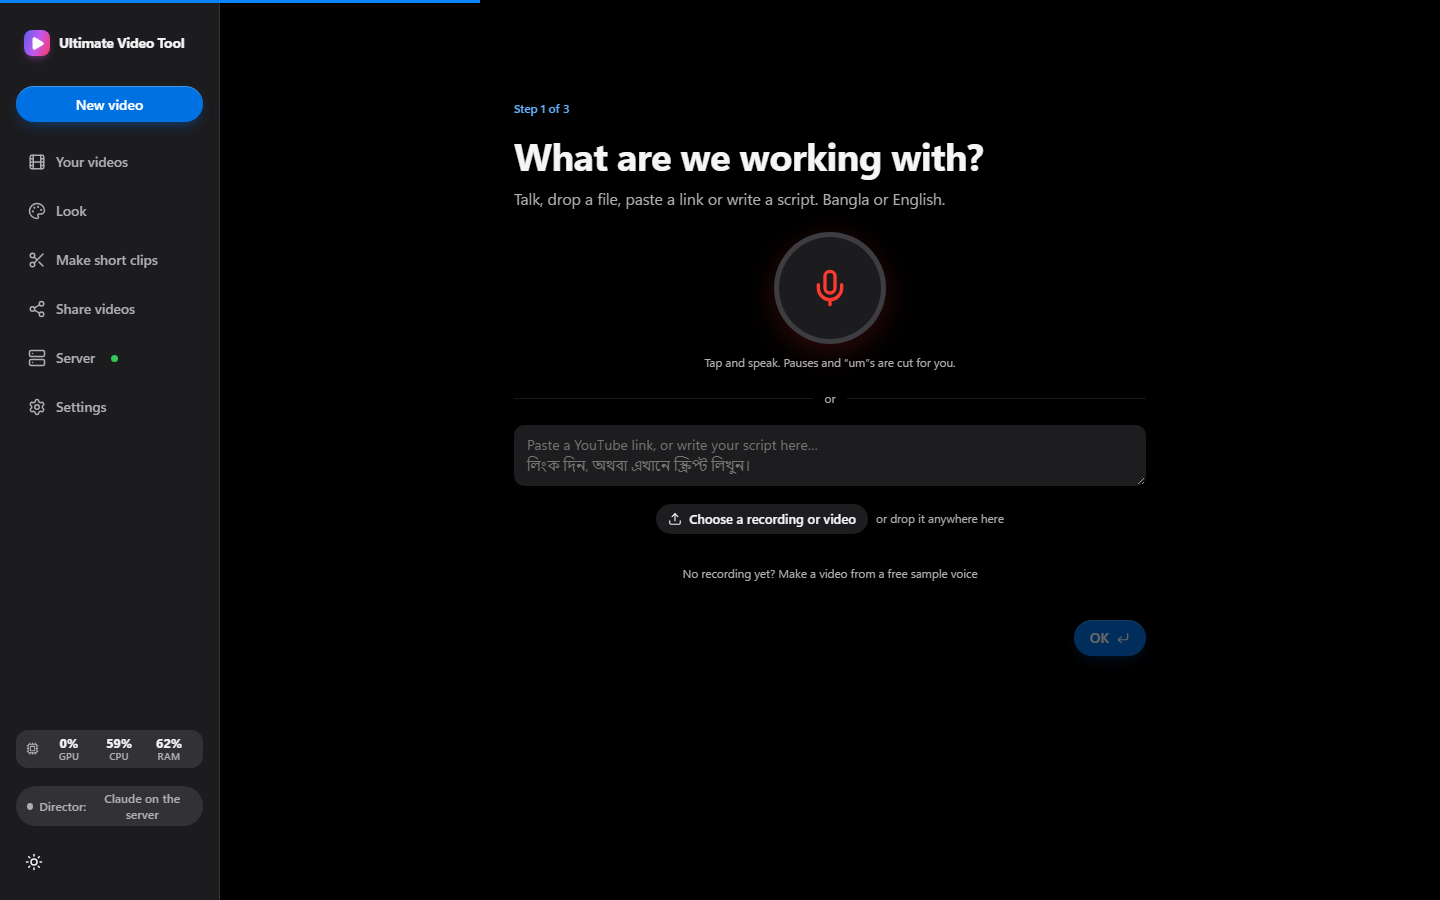 Ultimate Video Tool
New video
Your videos
Look
Make short clips
Share videos
Server
Settings
0%
GPU
59%
CPU
62%
RAM
Director:
Claude on the
server
Step 1 of 3
What are we working with?
Talk, drop a file, paste a link or write a script. Bangla or English.
Tap and speak. Pauses and “um”s are cut for you.
or
Paste a YouTube link, or write your script here...
লিংক দিন, অথবা এখানে স্ক্রিপ্ট লিখুন।
Choose a recording or video
or drop it anywhere here
No recording yet? Make a video from a free sample voice
OK